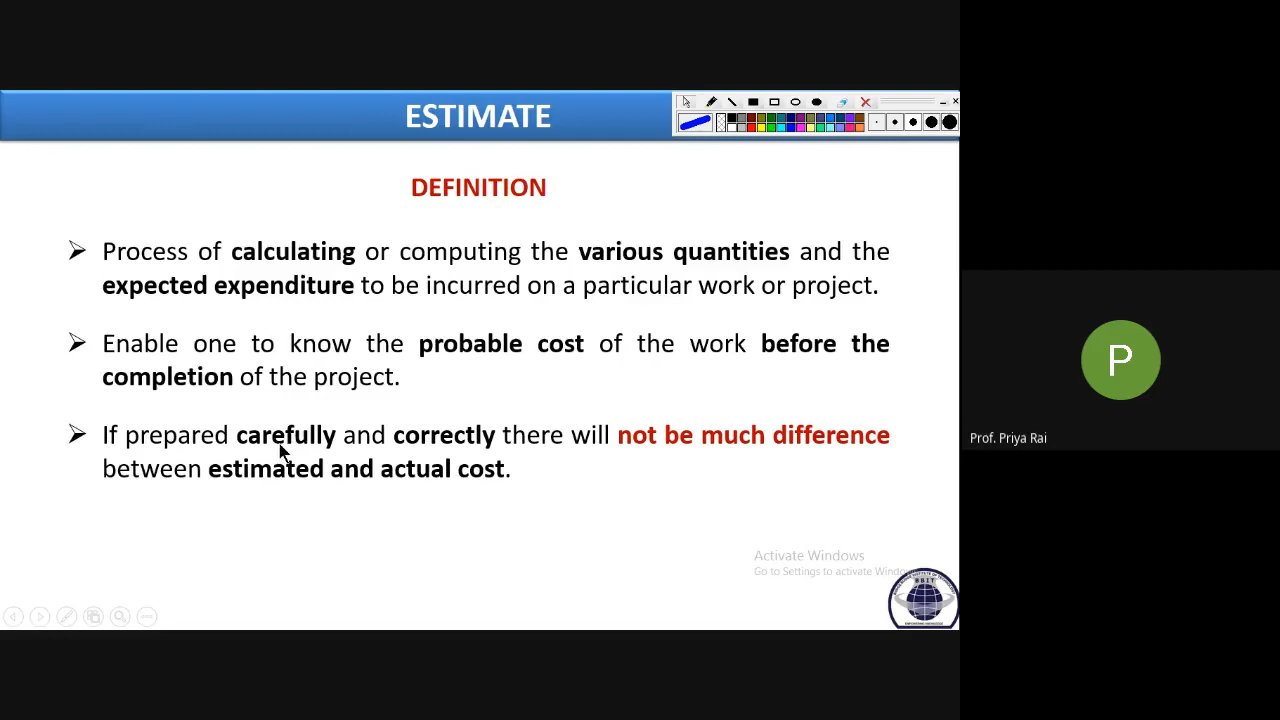 ESTIMATE
DEFINITION
Process of calculating or computing the various quantities and the
expected expenditure to be incurred on a particular work or project.
Enable one to know the probable cost of the work before the
completion of the project.
If prepared carefully and correctly there will not be much difference
between estimated and actual cost.
Activate Windows
Go to Settings to activate Windows
BBIT
P
Prof. Priya Rai